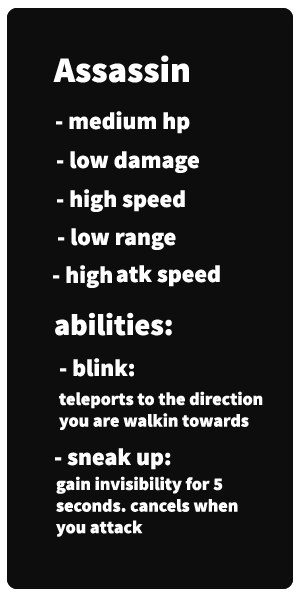 Assassin
- medium hp
- low damage
- high speed
- low range
- high atk speed
abilities:
- blink:
teleports to the direction
you are walkin towards
- sneak up:
gain invisibility for 5
seconds. cancels when
you attack